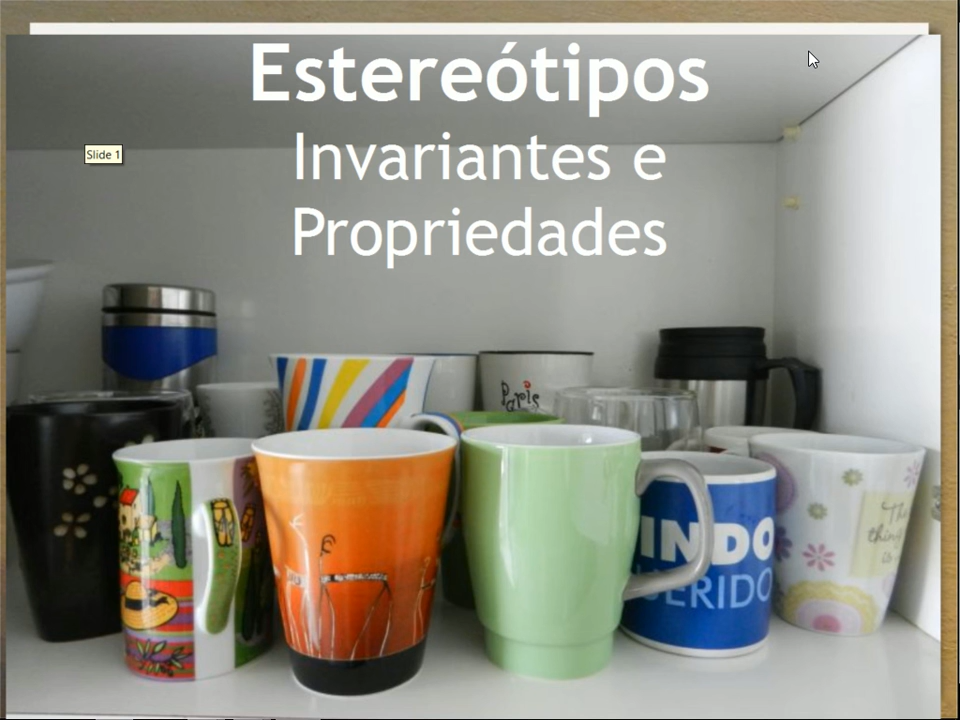 Estereótipos
Invariantes e
Propriedades
Slide 1
Paris
INDO
ERIDO